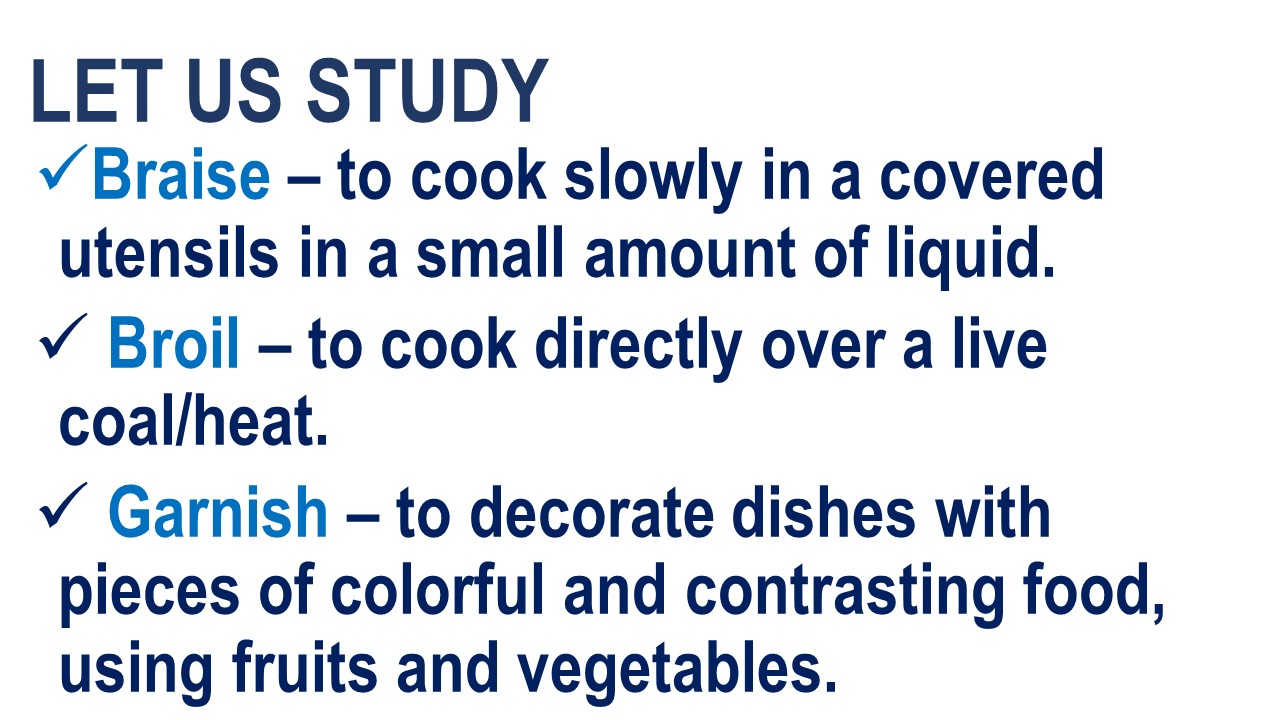 LET US STUDY
✓Braise – to cook slowly in a covered
utensils in a small amount of liquid.
✓ Broil – to cook directly over a live
coal/heat.
✓ Garnish – to decorate dishes with
pieces of colorful and contrasting food,
using fruits and vegetables.